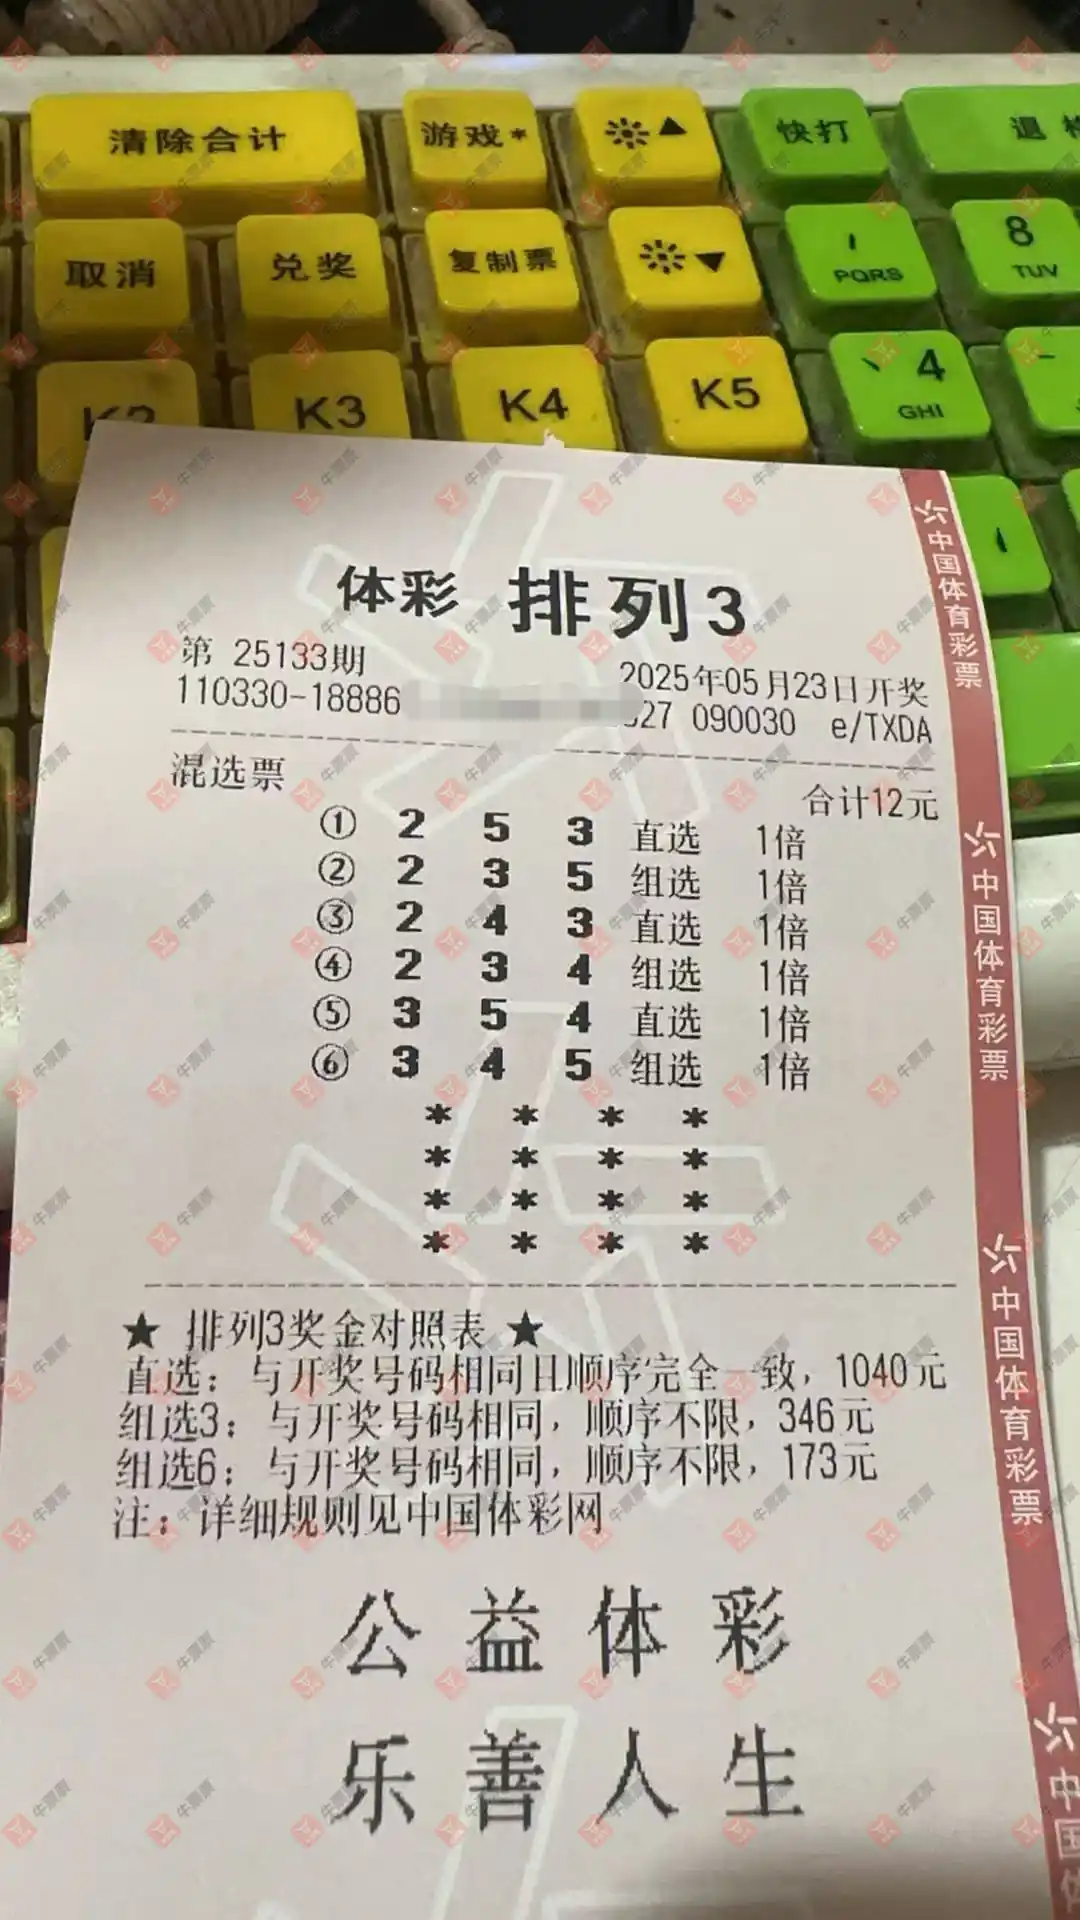 清除合计 游戏* ▲ 快打 退
取消 兑奖 复制票 ▼ PQRS 8 TUV
K2 K3 K4 K5 4 GHI
体彩 排列3
第 25133期 2025年05月23日开奖
110330-18886 327 090030 e/TXDA
混选票 合计12元
① 2 5 3 直选 1倍
② 2 3 5 组选 1倍
③ 2 4 3 直选 1倍
④ 2 3 4 组选 1倍
⑤ 3 5 4 直选 1倍
⑥ 3 4 5 组选 1倍
* * * *
* * * *
* * * *
* * * *
★ 排列3奖金对照表 ★
直选：与开奖号码相同且顺序完全一致，1040元
组选3：与开奖号码相同，顺序不限，346元
组选6：与开奖号码相同，顺序不限，173元
注：详细规则见中国体彩网
公益体彩
乐善人生
中国体育彩票
中国体育彩票
中国体育彩票
中国体
牛票票